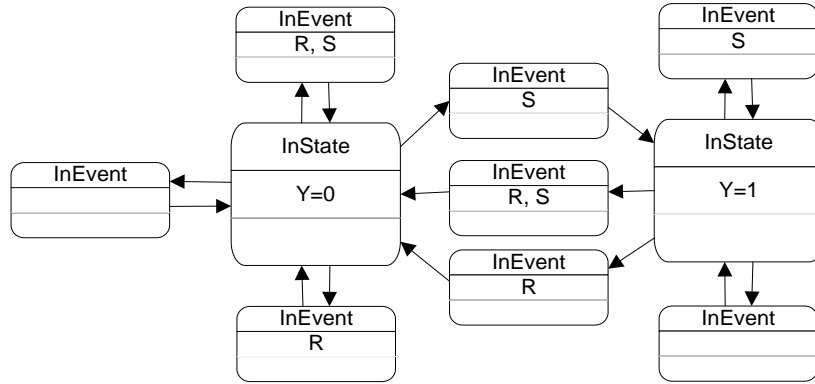 InEvent
R, S
InEvent
S
InEvent
S
InState
Y=0
InState
Y=1
InEvent
InEvent
R, S
InEvent
R
InEvent
R
InEvent